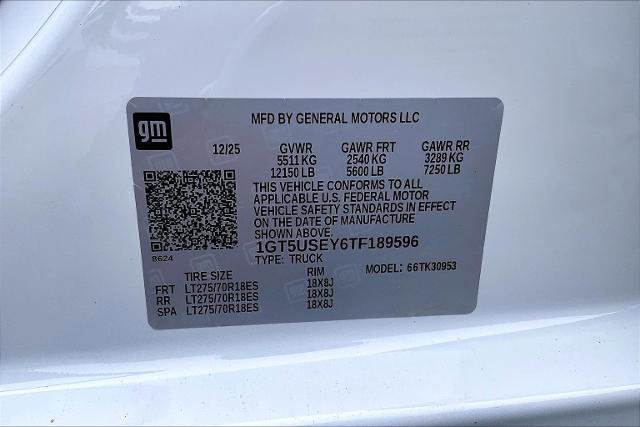 gm
MFD BY GENERAL MOTORS LLC
12/25 GVWR GAWR FRT GAWR RR
5511 KG 2540 KG 3289 KG
12150 LB 5600 LB 7250 LB
THIS VEHICLE CONFORMS TO ALL
APPLICABLE U.S. FEDERAL MOTOR
VEHICLE SAFETY STANDARDS IN EFFECT
ON THE DATE OF MANUFACTURE
SHOWN ABOVE.
1GT5USEY6TF189596
8624
TYPE: TRUCK
TIRE SIZE RIM MODEL: 66TK30953
FRT LT275/70R18ES 18X8J
RR LT275/70R18ES 18X8J
SPA LT275/70R18ES 18X8J